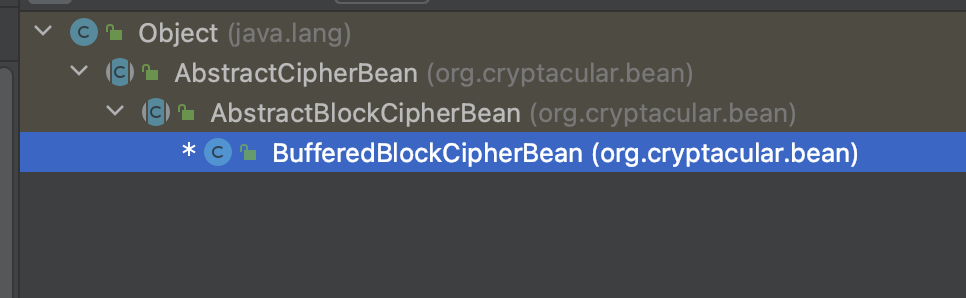 Object (java.lang)
AbstractCipherBean (org.cryptacular.bean)
AbstractBlockCipherBean (org.cryptacular.bean)
* BufferedBlockCipherBean (org.cryptacular.bean)